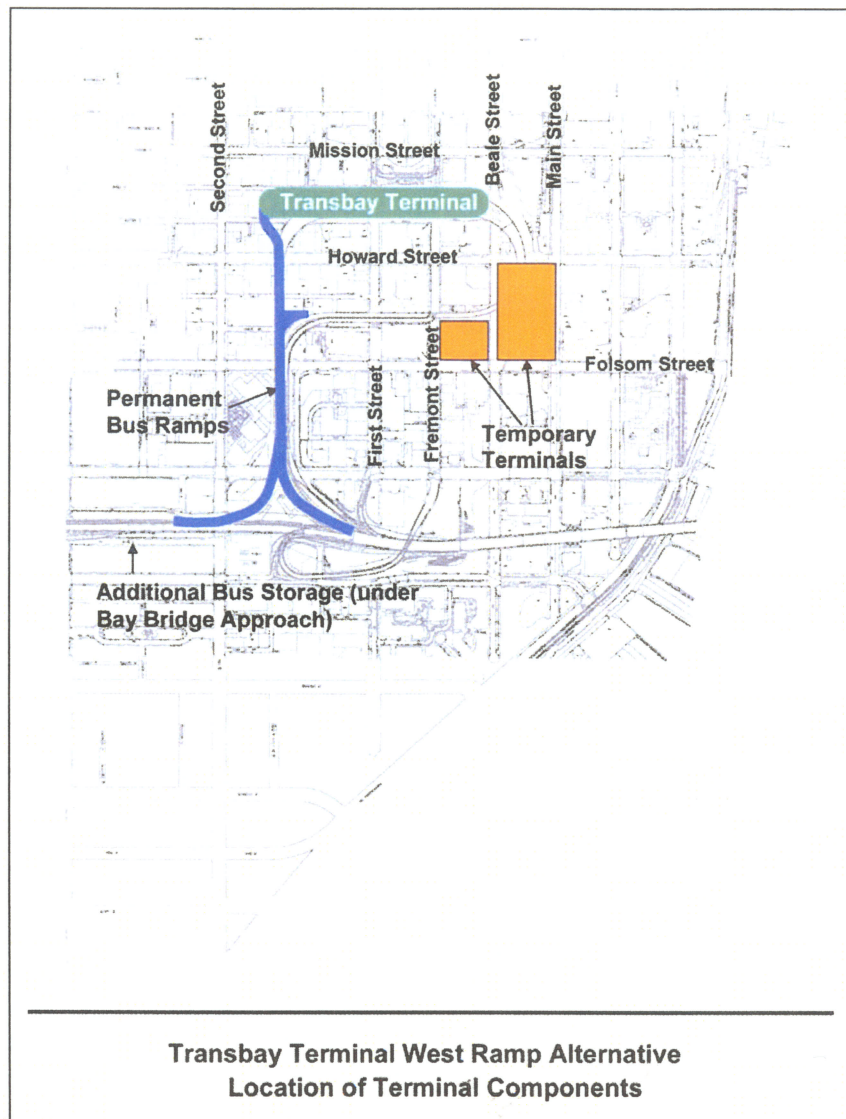 Second Street
Beale Street
Main Street
Mission Street
Transbay Terminal
Howard Street
Folsom Street
Permanent
Bus Ramps
First Street
Fremont Street
Temporary
Terminals
Additional Bus Storage (under
Bay Bridge Approach)
Transbay Terminal West Ramp Alternative
Location of Terminal Components